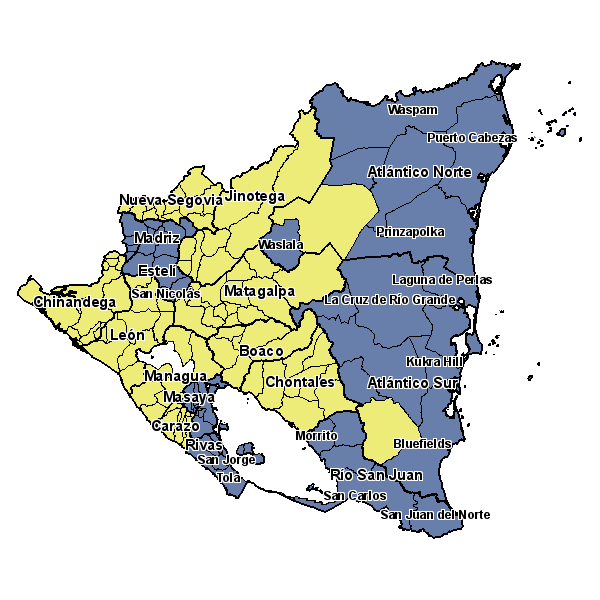 Waspam
Puerto Cabezas
Atlántico Norte
Nueva Segovia
Jinotega
Prinzapolka
Madriz
Waslala
Estelí
Laguna de Perlas
San Nicolás
Matagalpa
La Cruz de Río Grande
Chinandega
León
Boaco
Kukra Hill
Managua
Chontales
Atlántico Sur
Masaya
Carazo
Morrito
Rivas
Bluefields
San Jorge
Tola
Río San Juan
San Carlos
San Juan del Norte